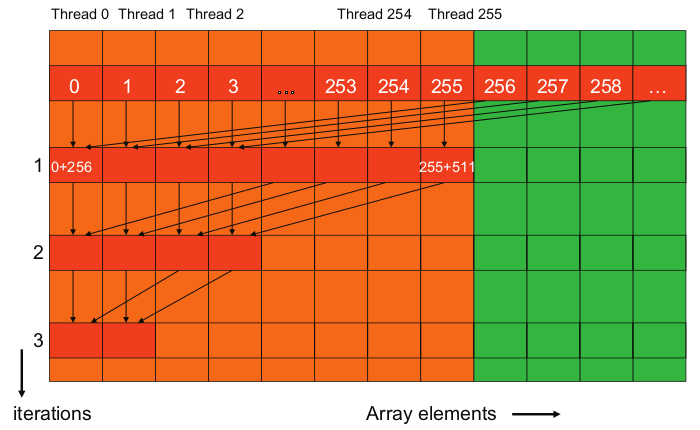 Thread 0 Thread 1 Thread 2 Thread 254 Thread 255
0 1 2 3 ... 253 254 255 256 257 258 ...
1 0+256 255+511
2
3
iterations Array elements